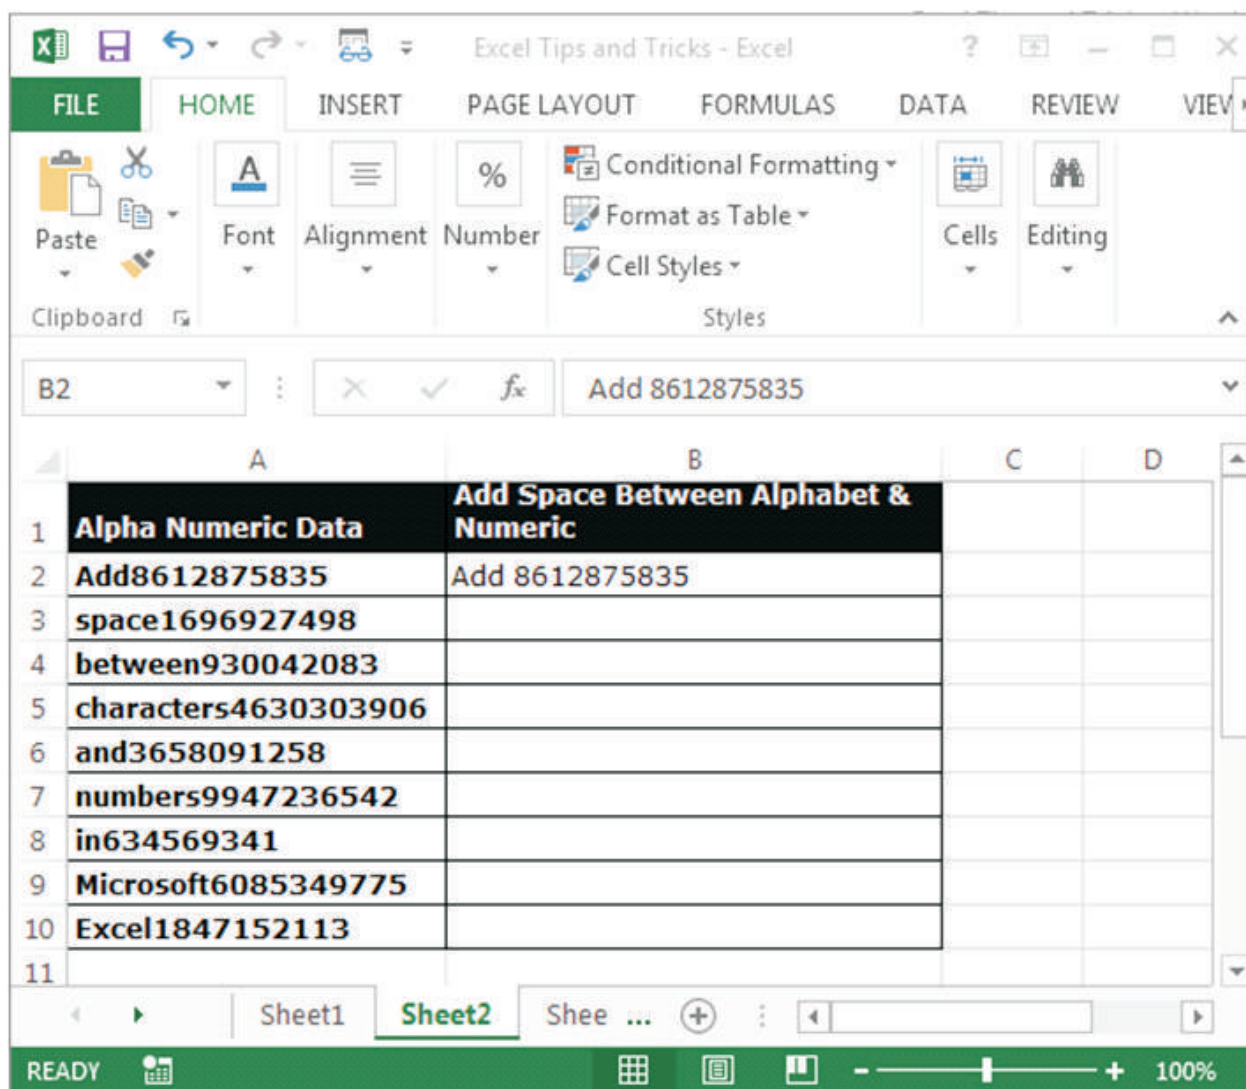 Excel Tips and Tricks - Excel ?
FILE HOME INSERT PAGE LAYOUT FORMULAS DATA REVIEW VIEW
Paste
Clipboard
A
Font
Alignment
%
Number
Conditional Formatting
Format as Table
Cell Styles
Styles
Cells
Editing
B2 fx Add 8612875835
A B C D
1 Alpha Numeric Data Add Space Between Alphabet &
Numeric
2 Add8612875835 Add 8612875835
3 space1696927498
4 between930042083
5 characters4630303906
6 and3658091258
7 numbers9947236542
8 in634569341
9 Microsoft6085349775
10 Excel1847152113
11
Sheet1 Sheet2 Shee ...
READY 100%